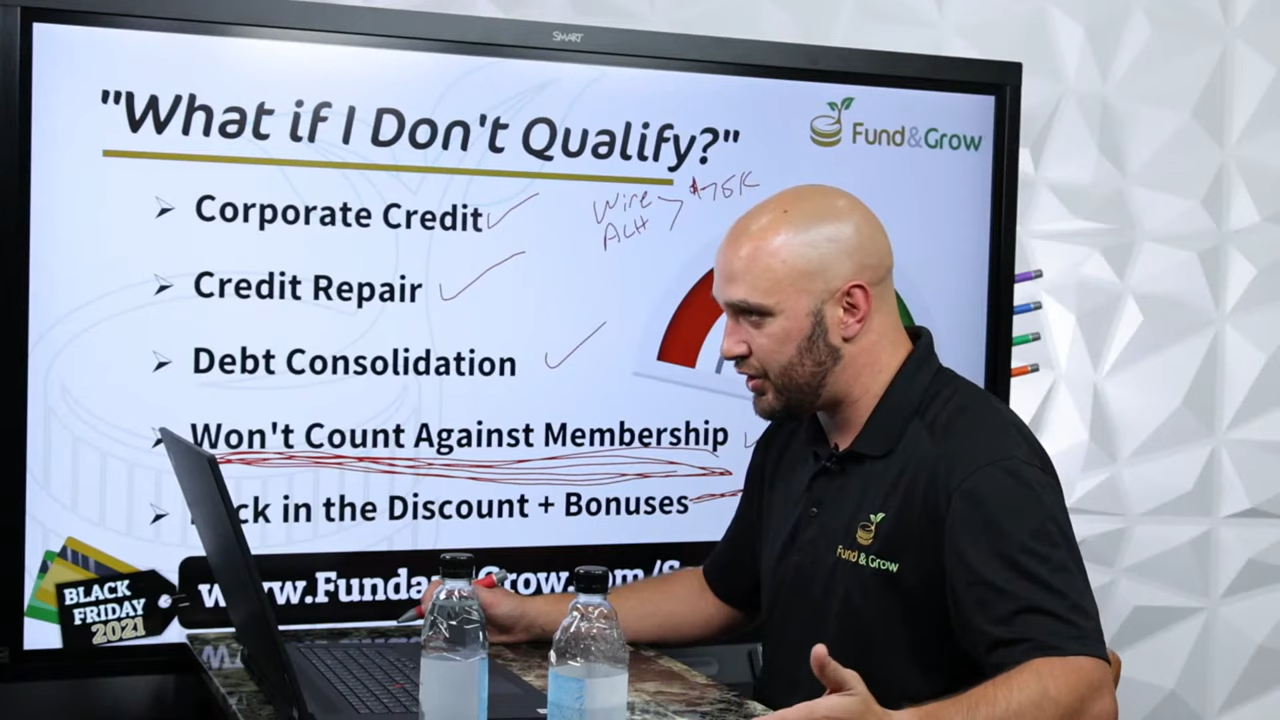 SMART
"What if I Don't Qualify?"
Fund&Grow
Wire
ACH
$75K
Corporate Credit
Credit Repair
Debt Consolidation
Won't Count Against Membership
ck in the Discount + Bonuses
BLACK
FRIDAY
2021
Fund & Grow